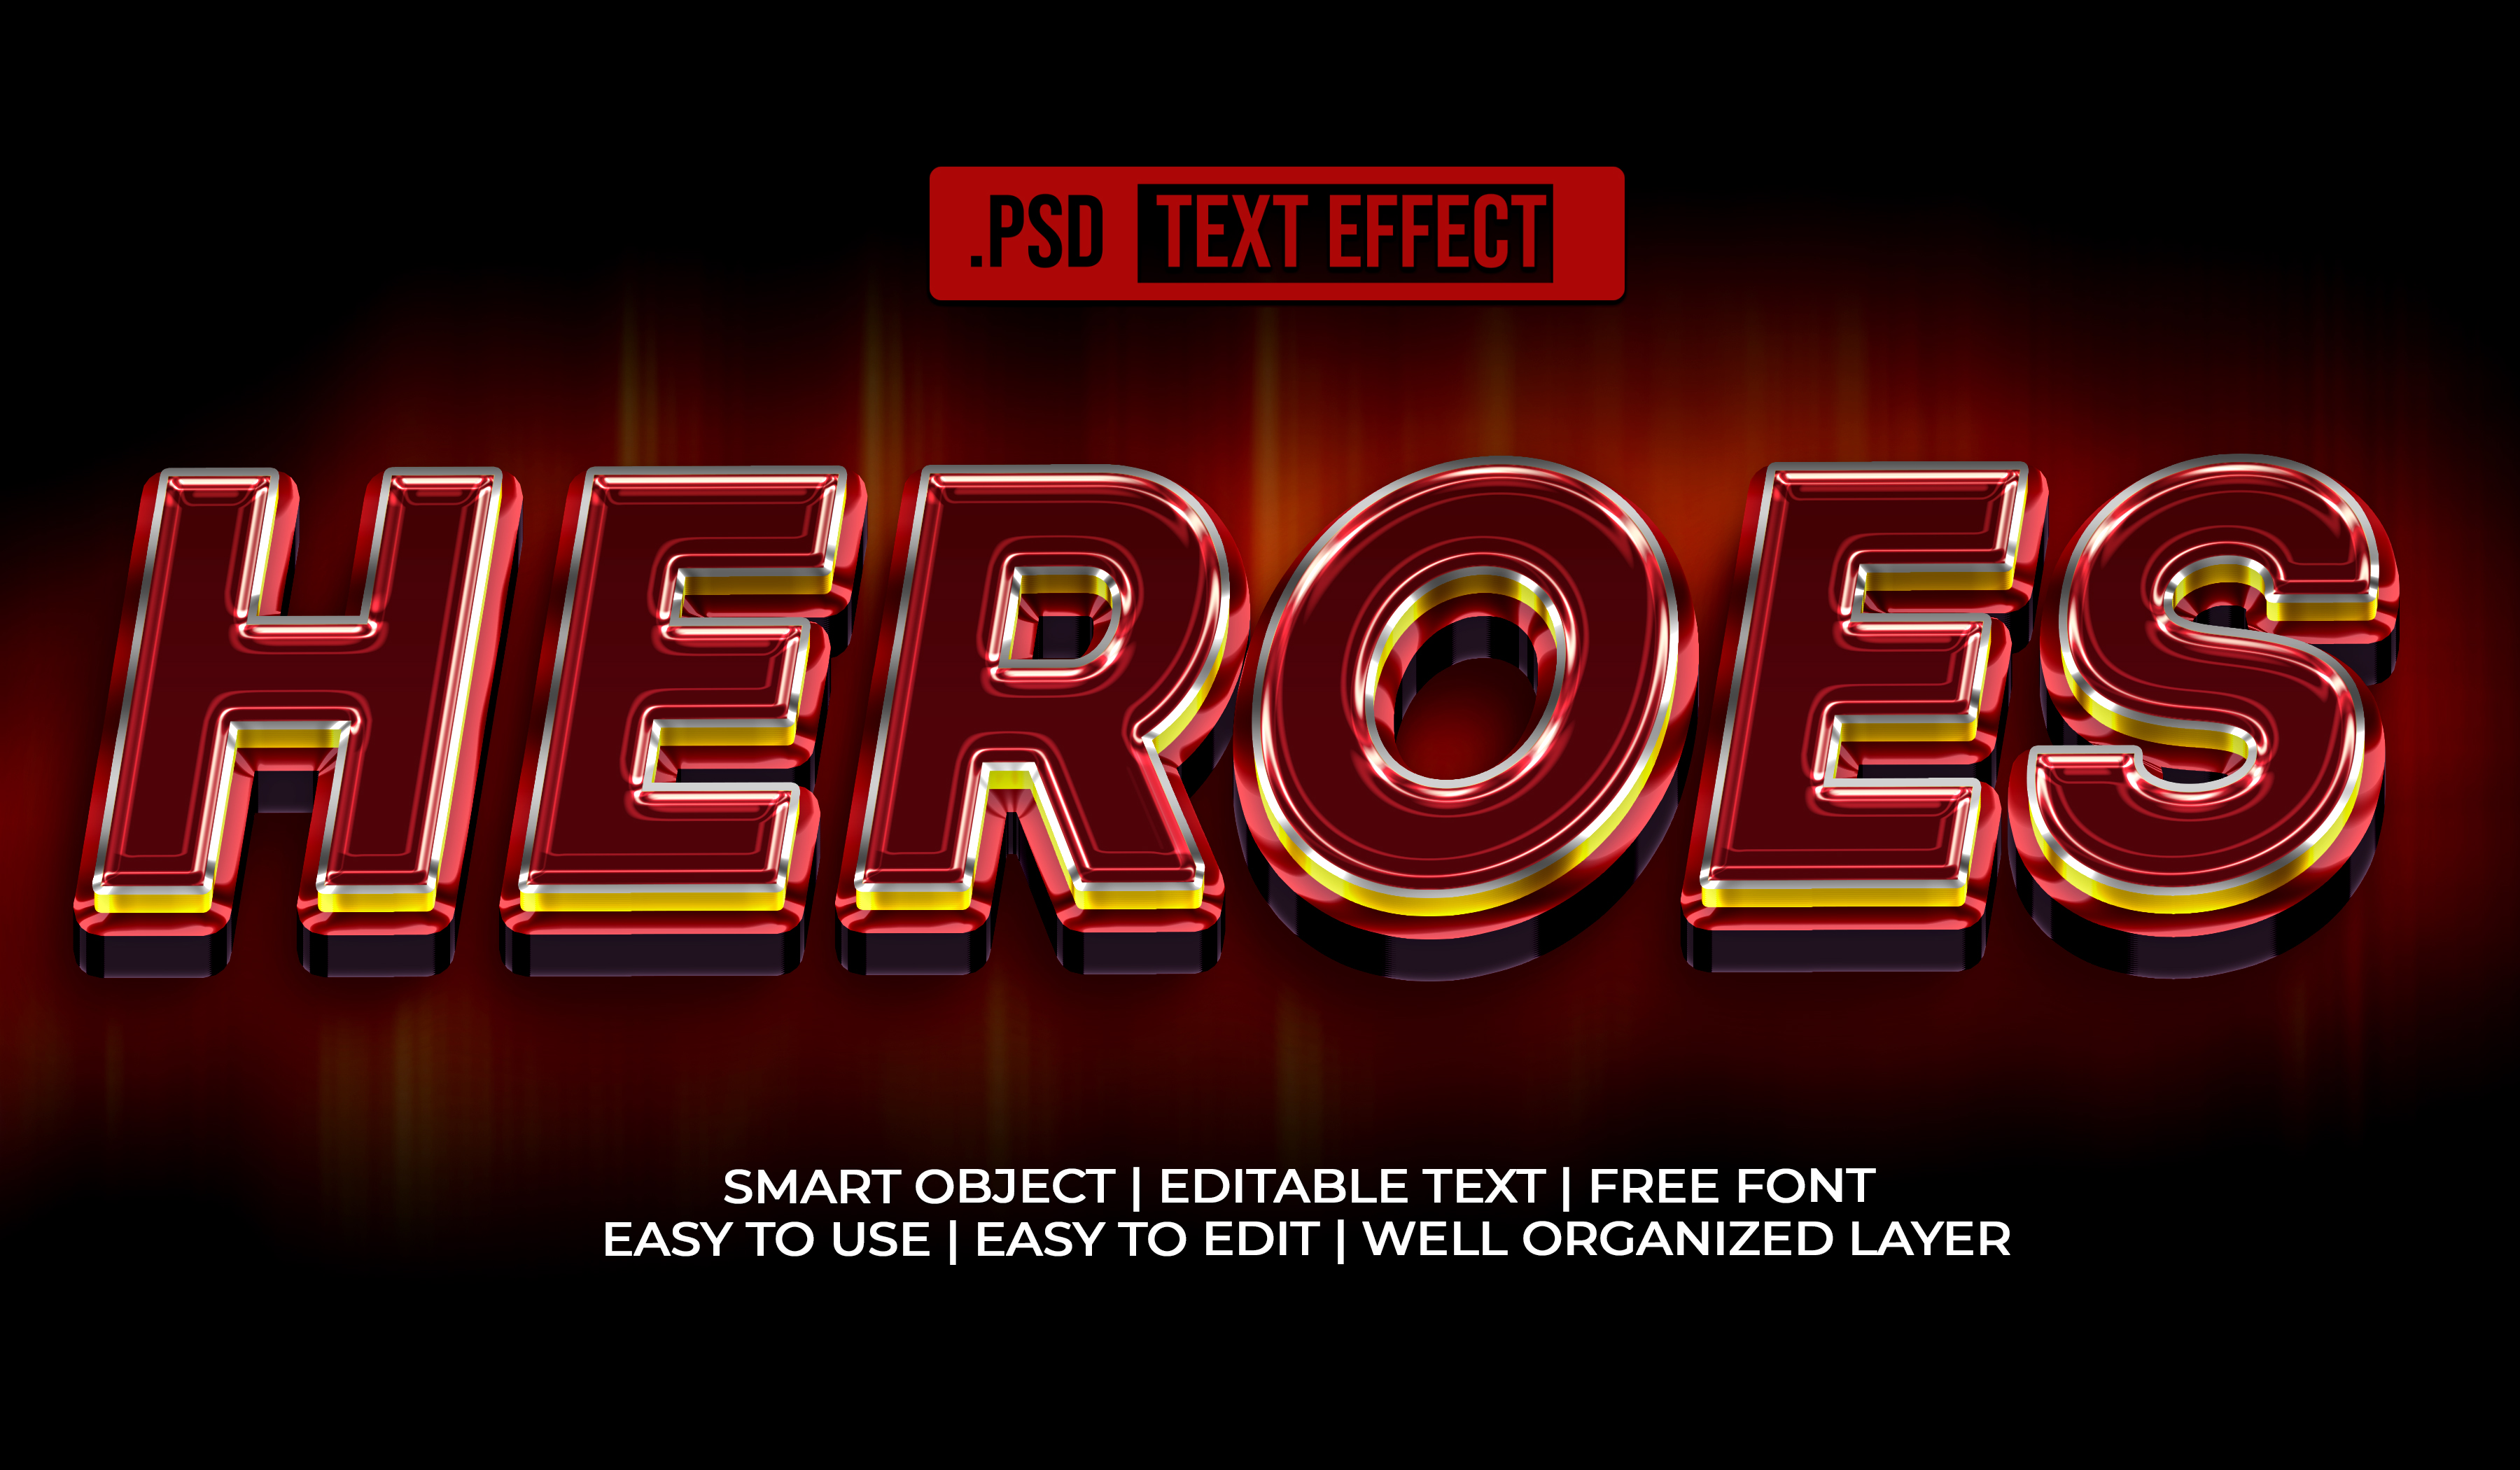 .PSD TEXT EFFECT
HEROES
SMART OBJECT | EDITABLE TEXT | FREE FONT
EASY TO USE | EASY TO EDIT | WELL ORGANIZED LAYER